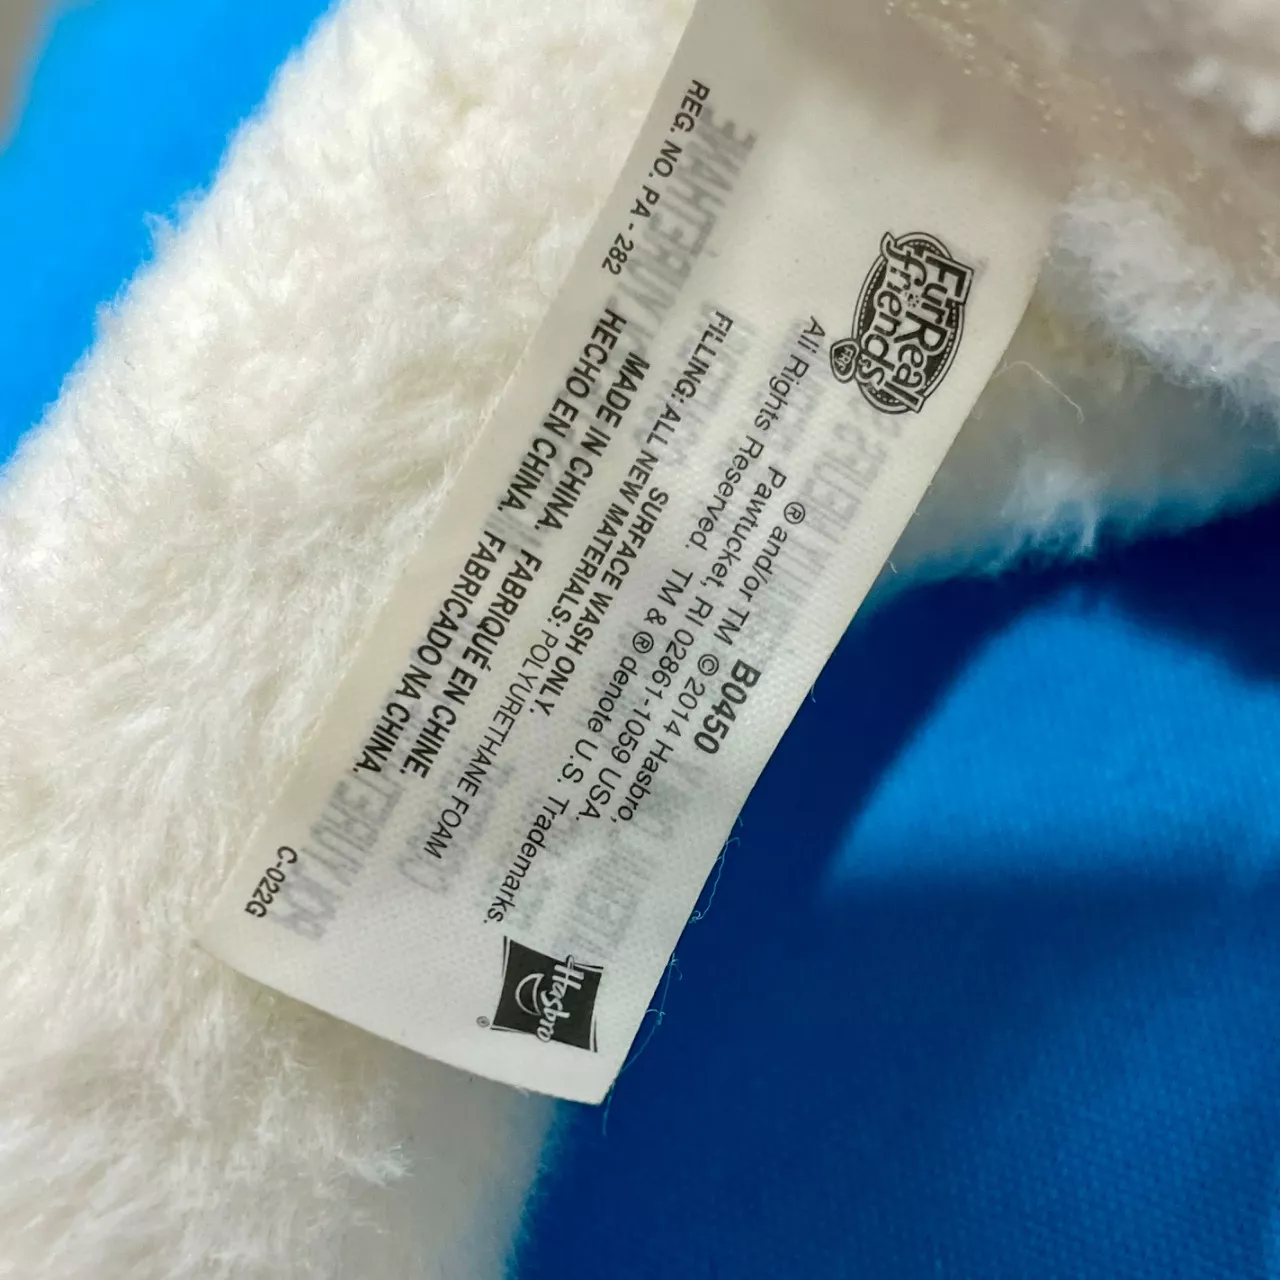 FurReal
friends
FRF
B0450
® and/or TM © 2014 Hasbro,
Pawtucket, RI 02861-1059 USA.
All Rights Reserved. TM & ® denote U.S. Trademarks.
SURFACE WASH ONLY.
FILLING: ALL NEW MATERIALS: POLYURETHANE FOAM
MADE IN CHINA. FABRIQUÉ EN CHINE.
HECHO EN CHINA. FABRICADO NA CHINA.
REG. NO. PA - 282
C-022G
Hasbro
®